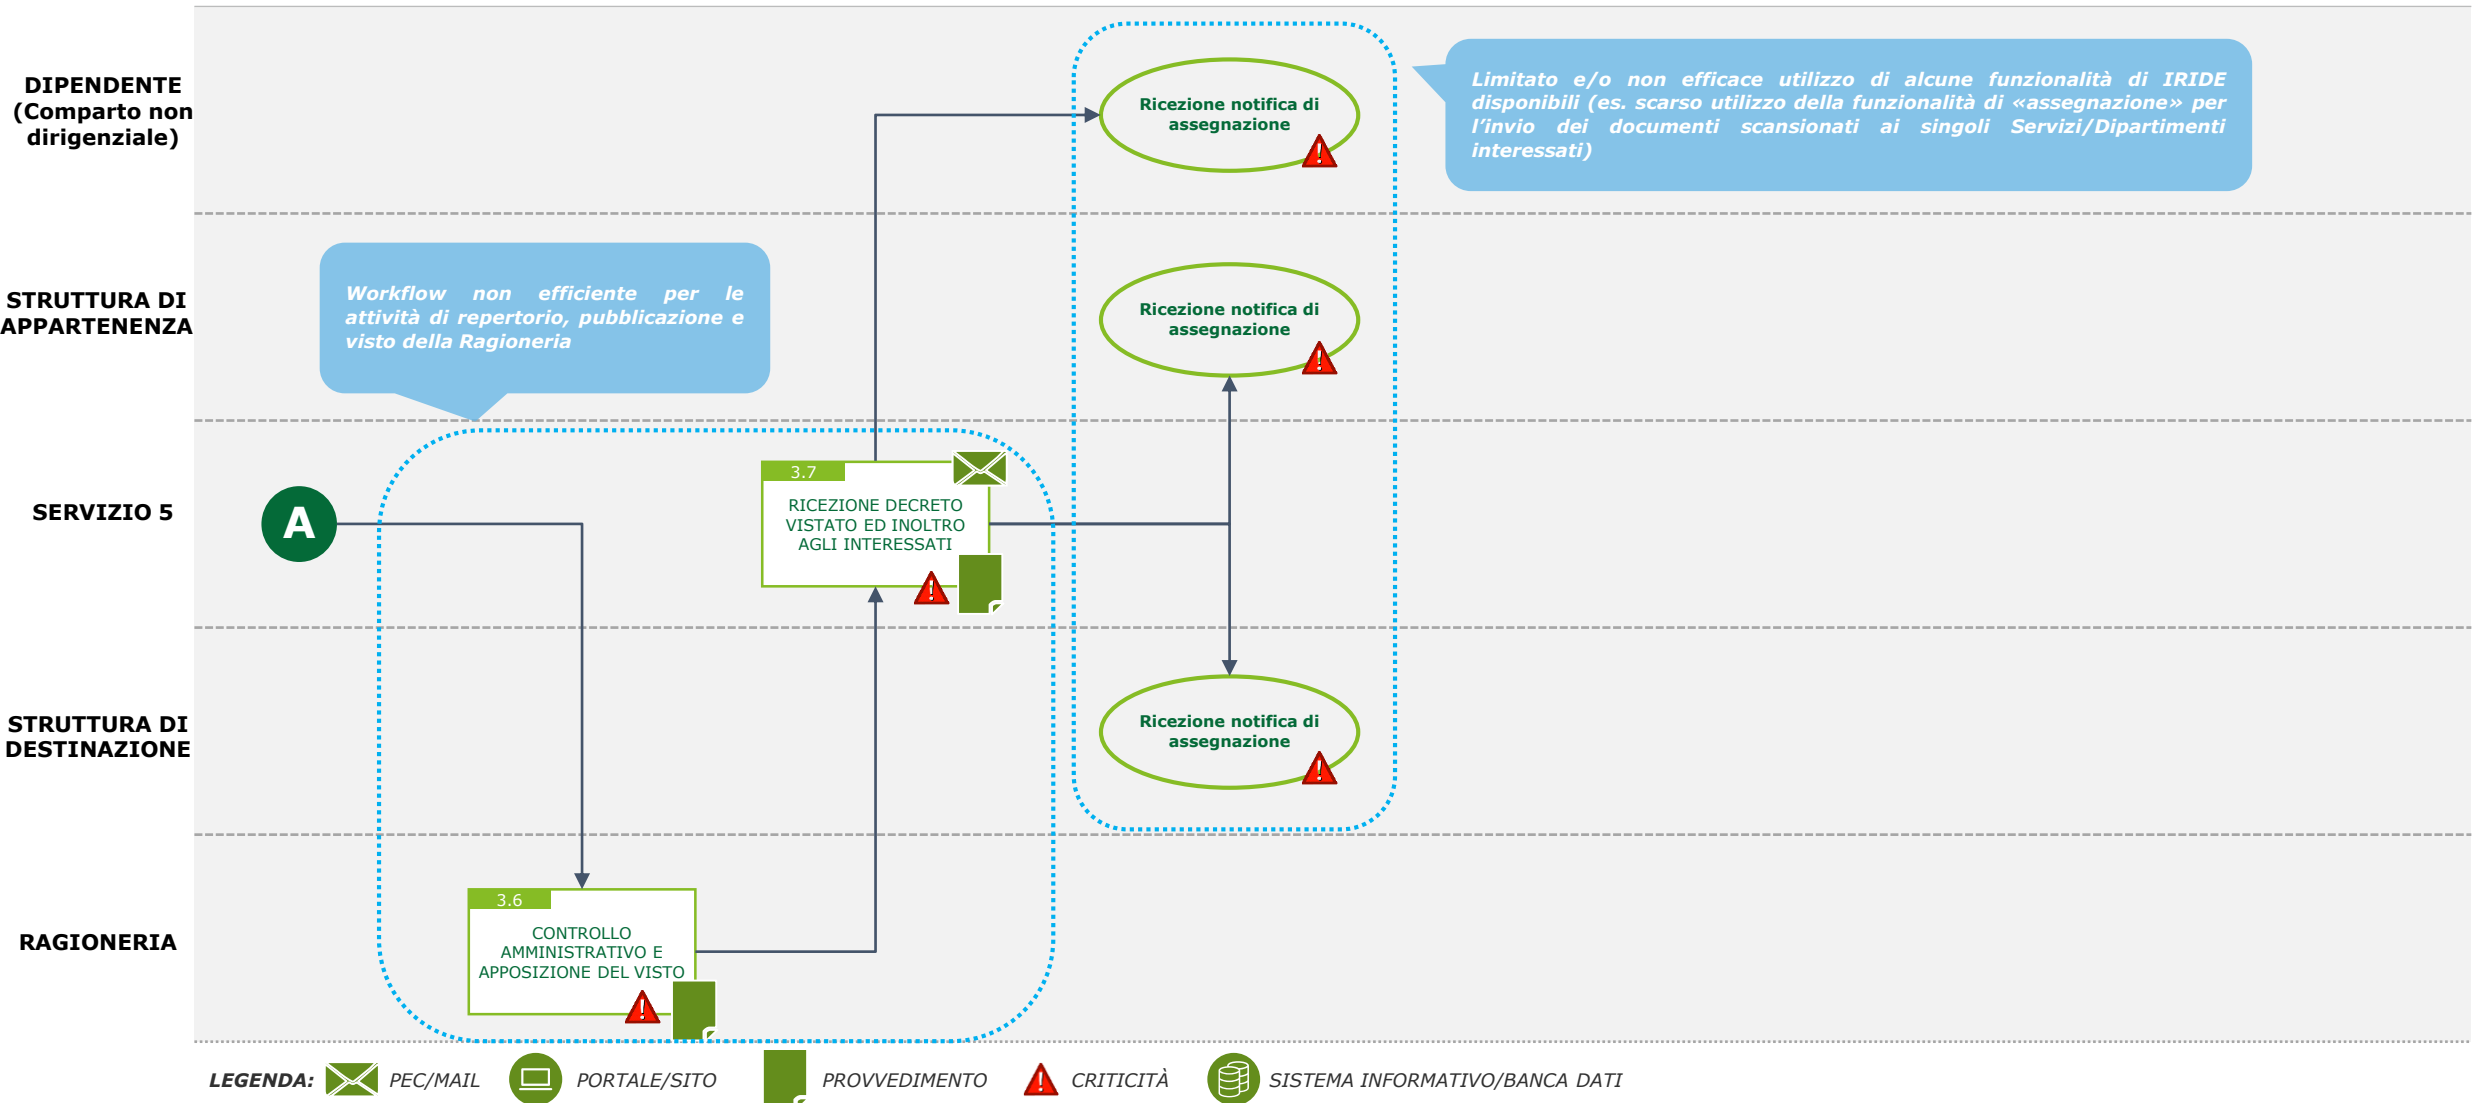 DIPENDENTE
(Comparto non
dirigenziale)
Ricezione notifica di
assegnazione
Limitato e/o non efficace utilizzo di alcune funzionalità di IRIDE
disponibili (es. scarso utilizzo della funzionalità di «assegnazione» per
l’invio dei documenti scansionati ai singoli Servizi/Dipartimenti
interessati)
STRUTTURA DI
APPARTENENZA
Workflow non efficiente per le
attività di repertorio, pubblicazione e
visto della Ragioneria
Ricezione notifica di
assegnazione
SERVIZIO 5
A
3.7
RICEZIONE DECRETO
VISTATO ED INOLTRO
AGLI INTERESSATI
STRUTTURA DI
DESTINAZIONE
Ricezione notifica di
assegnazione
RAGIONERIA
3.6
CONTROLLO
AMMINISTRATIVO E
APPOSIZIONE DEL VISTO
LEGENDA:
PEC/MAIL
PORTALE/SITO
PROVVEDIMENTO
CRITICITÀ
SISTEMA INFORMATIVO/BANCA DATI